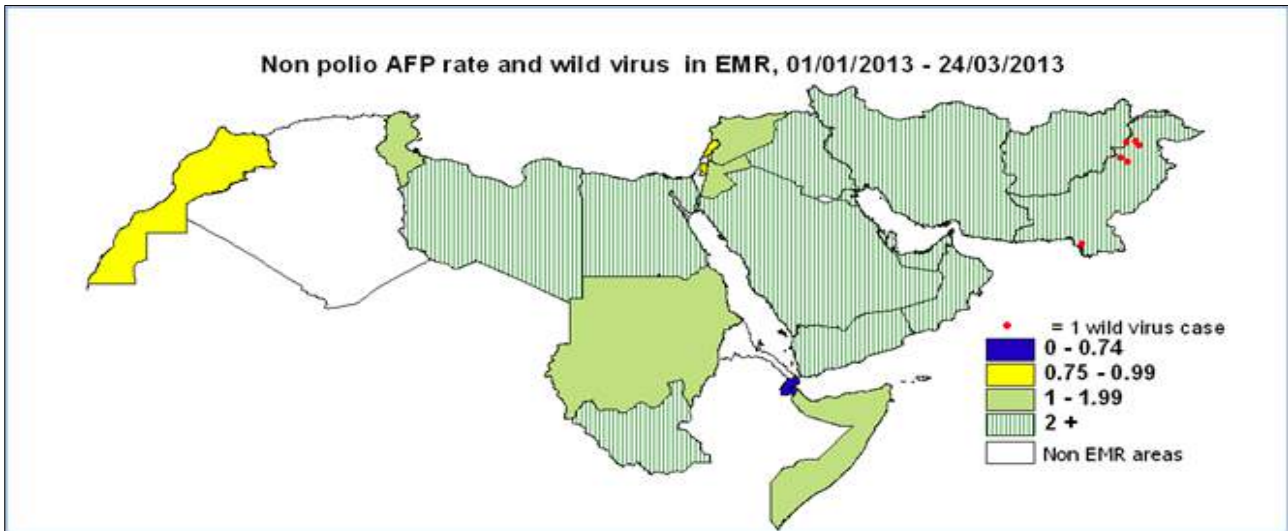 Non polio AFP rate and wild virus in EMR, 01/01/2013 - 24/03/2013
= 1 wild virus case
0 - 0.74
0.75 - 0.99
1 - 1.99
2 +
Non EMR areas